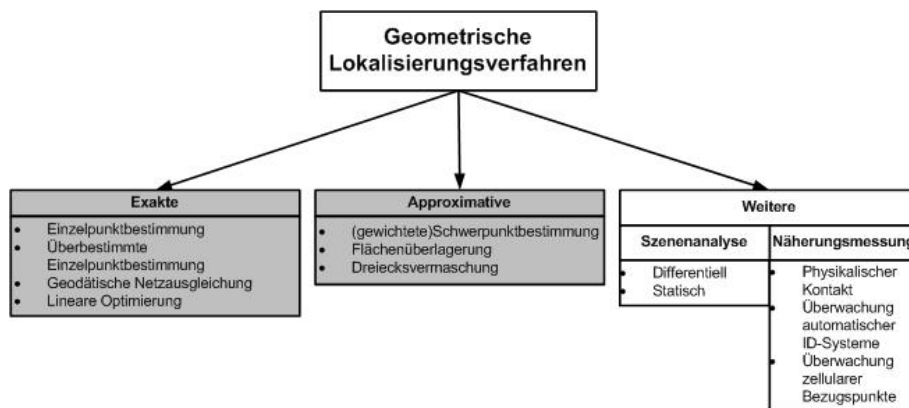 Geometrische
Lokalisierungsverfahren
Exakte
• Einzelpunktbestimmung
• Überbestimmte
Einzelpunktbestimmung
• Geodätische Netzausgleichung
• Lineare Optimierung
Approximative
• (gewichtete)Schwerpunktbestimmung
• Flächenüberlagerung
• Dreiecksvermaschung
Weitere
Szenenanalyse
• Differentiell
• Statisch
Näherungsmessung
• Physikalischer
Kontakt
• Überwachung
automatischer
ID-Systeme
• Überwachung
zellularer
Bezugspunkte